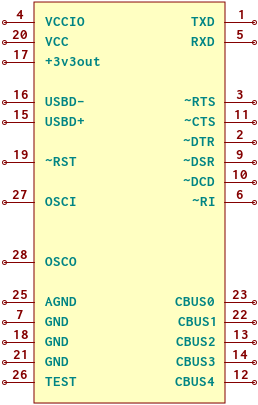 4 VCCIO TXD 1
20 VCC RXD 5
17 +3v3out
16 USBD- ~RTS 3
15 USBD+ ~CTS 11
~DTR 2
19 ~RST ~DSR 9
~DCD 10
27 OSCI ~RI 6
28 OSCO
25 AGND CBUS0 23
7 GND CBUS1 22
18 GND CBUS2 13
21 GND CBUS3 14
26 TEST CBUS4 12